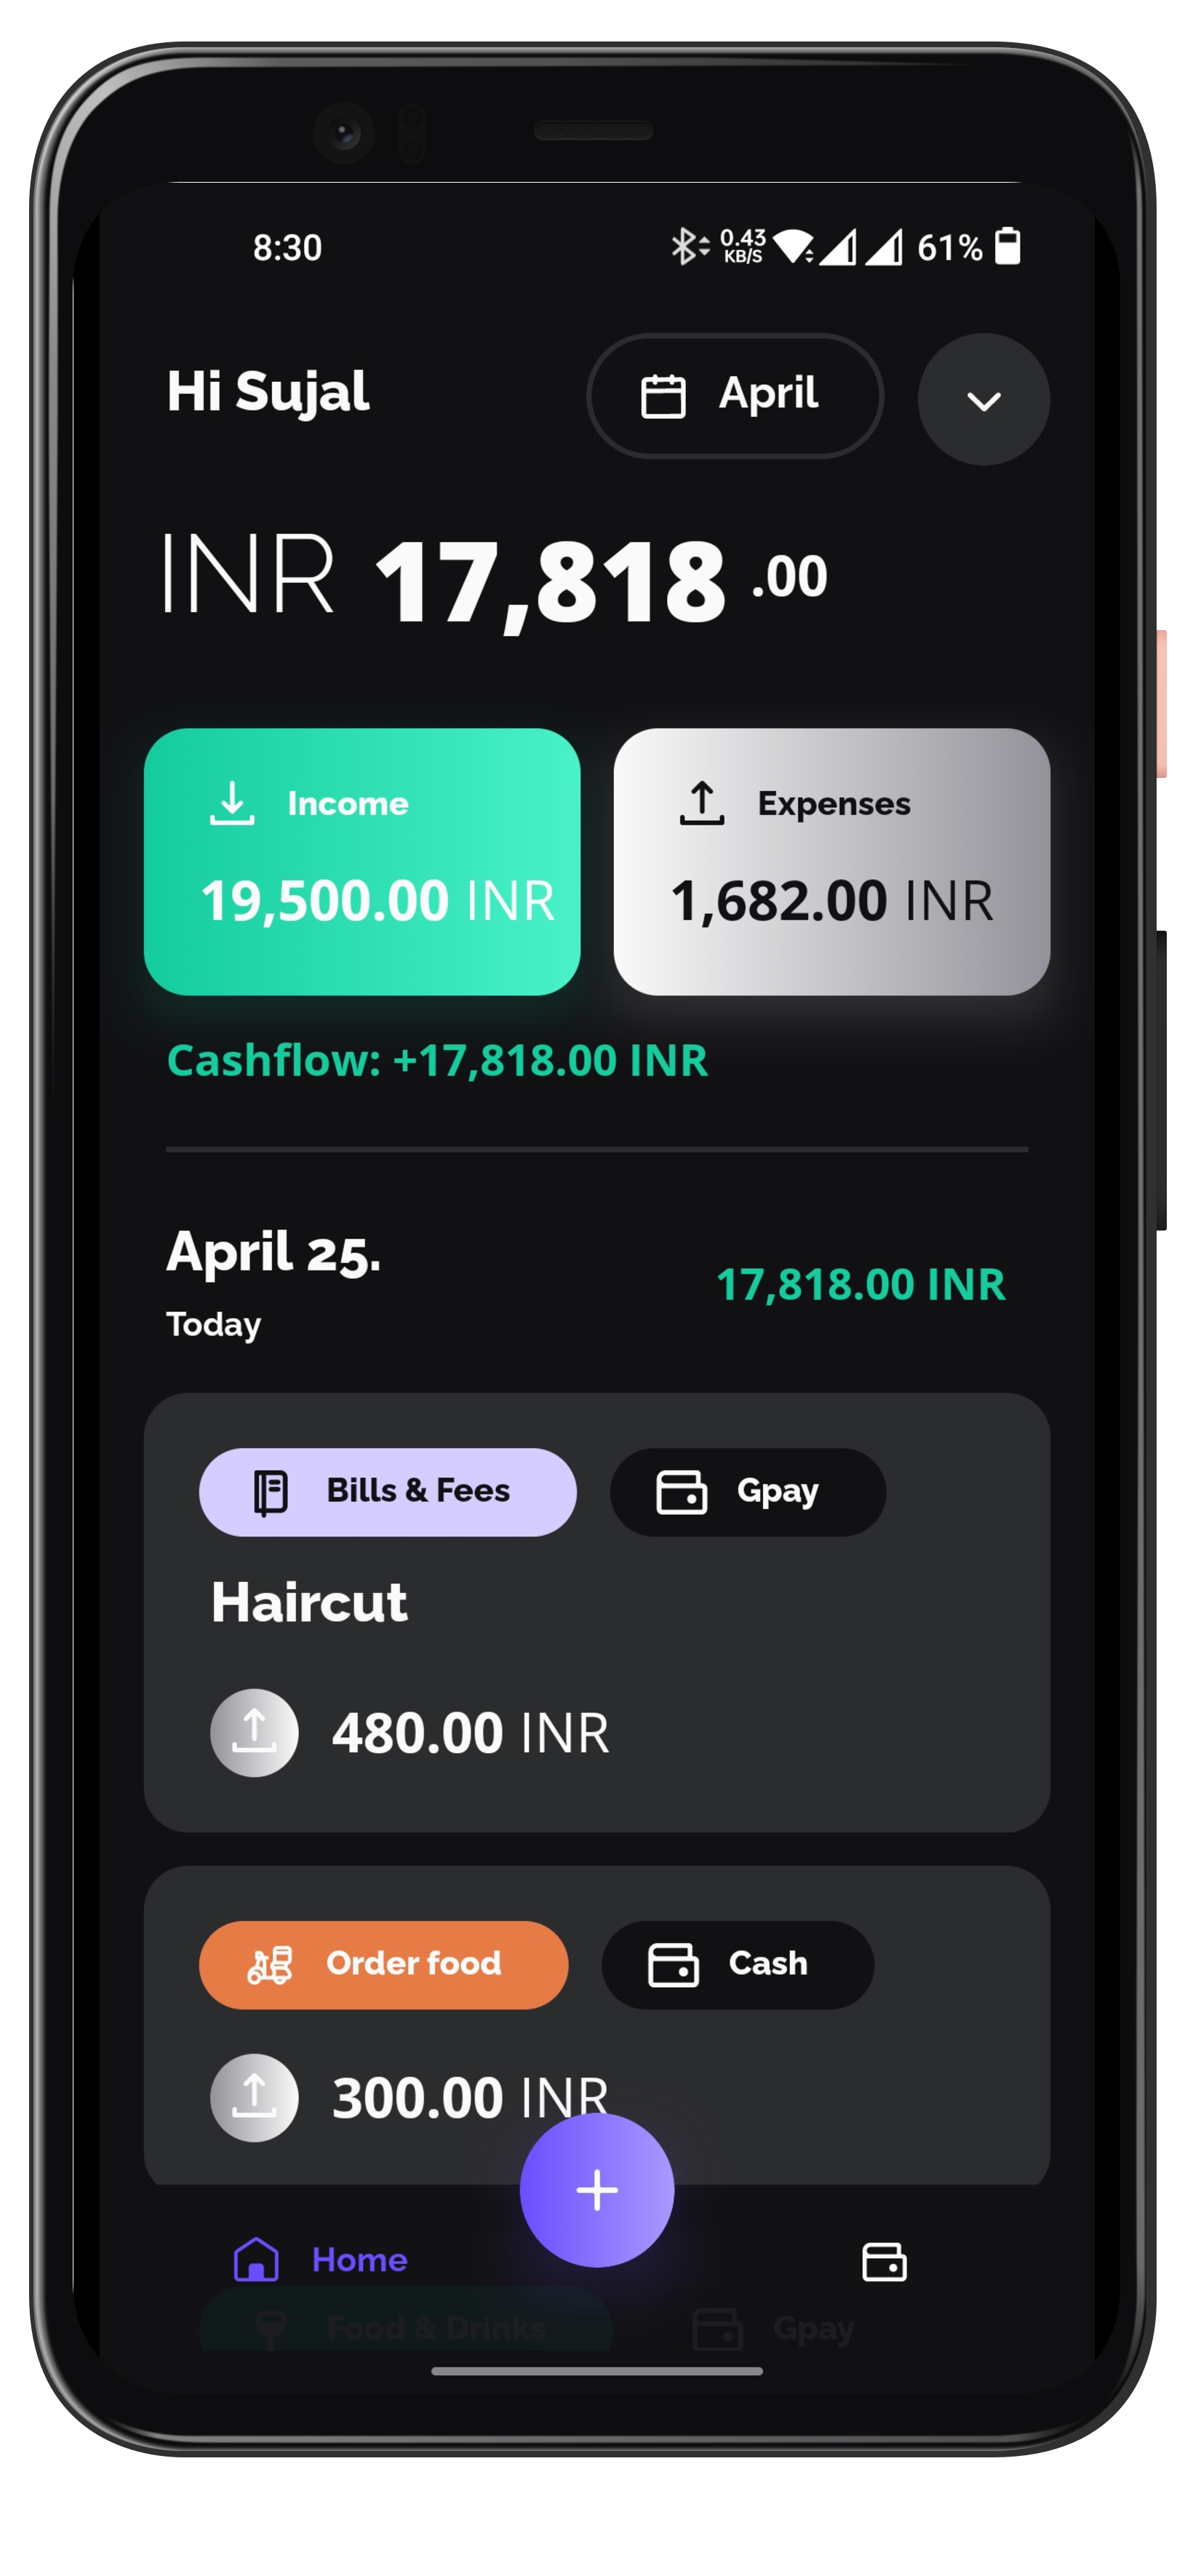 8:30 0.43 KB/S 61%
Hi Sujal April
INR 17,818 .00
Income Expenses
19,500.00 INR 1,682.00 INR
Cashflow: +17,818.00 INR
April 25. 17,818.00 INR
Today
Bills & Fees Gpay
Haircut
480.00 INR
Order food Cash
300.00 INR
Home
Food & Drinks Gpay